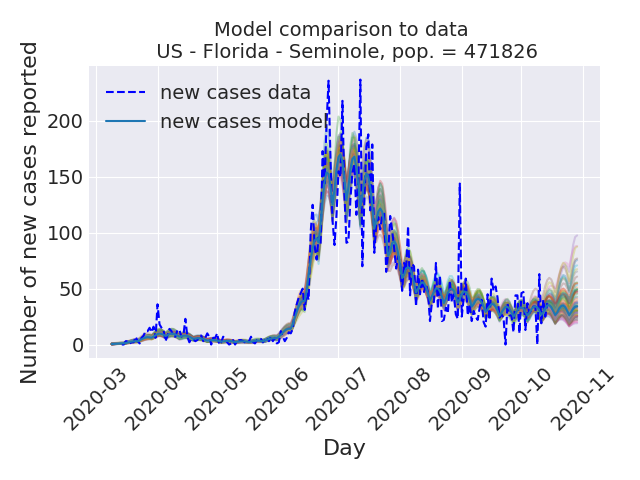 Model comparison to data
US - Florida - Seminole, pop. = 471826
Number of new cases reported
new cases data
new cases model
200
150
100
50
0
2020-03
2020-04
2020-05
2020-06
2020-07
2020-08
2020-09
2020-10
2020-11
Day